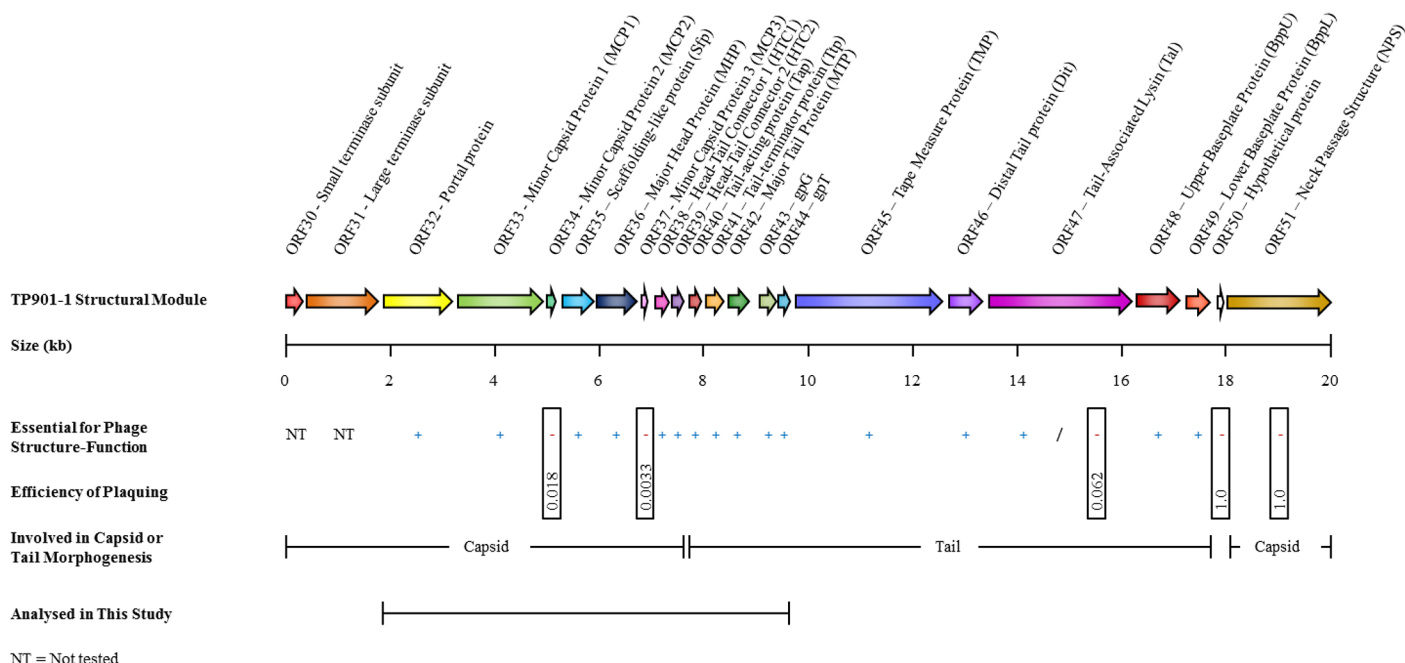 ORF30 - Small terminase subunit
ORF31 - Large terminase subunit
ORF32 - Portal protein
ORF33 - Minor Capsid Protein 1 (MCP1)
ORF34 - Minor Capsid Protein 2 (MCP2)
ORF35 – Scaffolding-like protein (Sfp)
ORF36 – Major Head Protein (MHP)
ORF37 - Minor Capsid Protein 3 (MCP3)
ORF38 – Head-Tail Connector 1 (HTC1)
ORF39 – Head-Tail Connector 2 (HTC2)
ORF40 – Tail-acting protein (Tap)
ORF41 – Tail-terminator protein (Ttp)
ORF42 – Major Tail Protein (MTP)
ORF43 – gpG
ORF44 – gpT
ORF45 – Tape Measure Protein (TMP)
ORF46 – Distal Tail protein (Dit)
ORF47 – Tail-Associated Lysin (Tal)
ORF48 – Upper Baseplate Protein (BppU)
ORF49 – Lower Baseplate Protein (BppL)
ORF50 – Hypothetical protein
ORF51 – Neck Passage Structure (NPS)
TP901-1 Structural Module
Size (kb)
0 2 4 6 8 10 12 14 16 18 20
Essential for Phage
Structure-Function
NT NT + + - + + - + + + + + + + + + + / - + + - -
Efficiency of Plaquing
0.018 0.0033 0.062 1.0 1.0
Involved in Capsid or
Tail Morphogenesis
Capsid Tail Capsid
Analysed in This Study
NT = Not tested